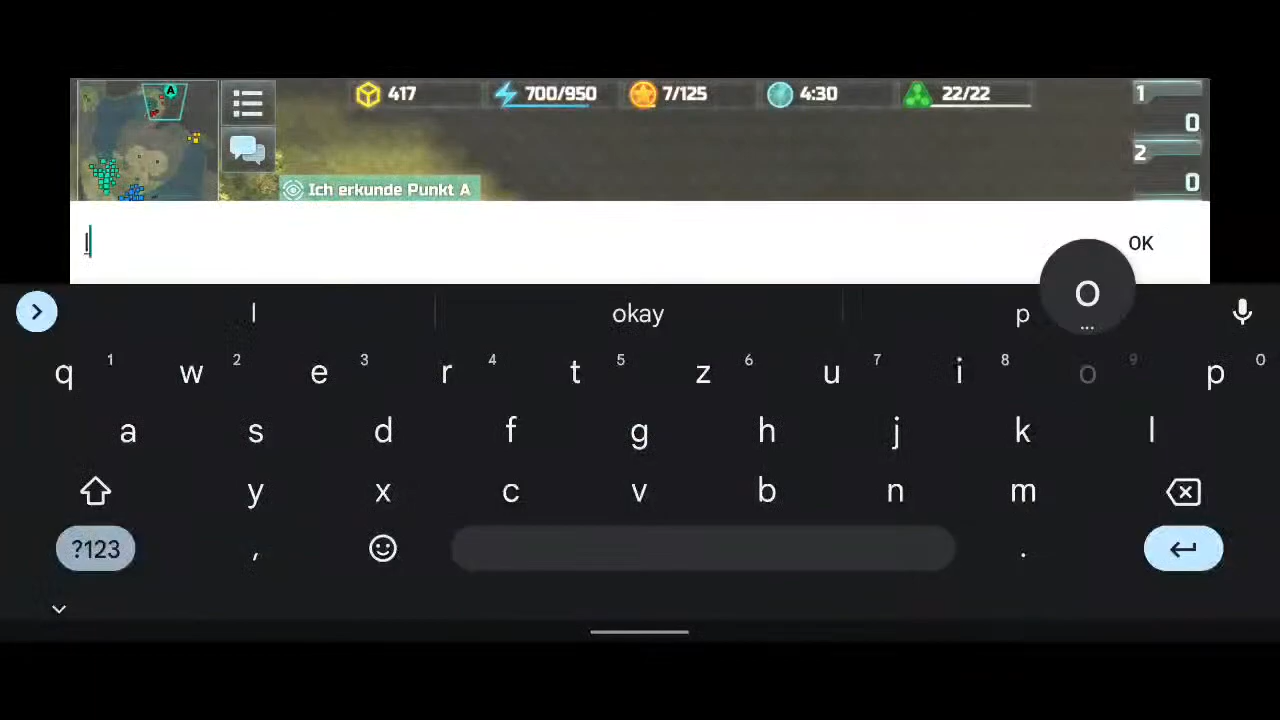 A
417
700/950
7/125
4:30
22/22
1
0
2
0
Ich erkunde Punkt A
l
OK
o
...
l
okay
p
q 1 w 2 e 3 r 4 t 5 z 6 u 7 i 8 o 9 p 0
a s d f g h j k l
y x c v b n m
?123 , .